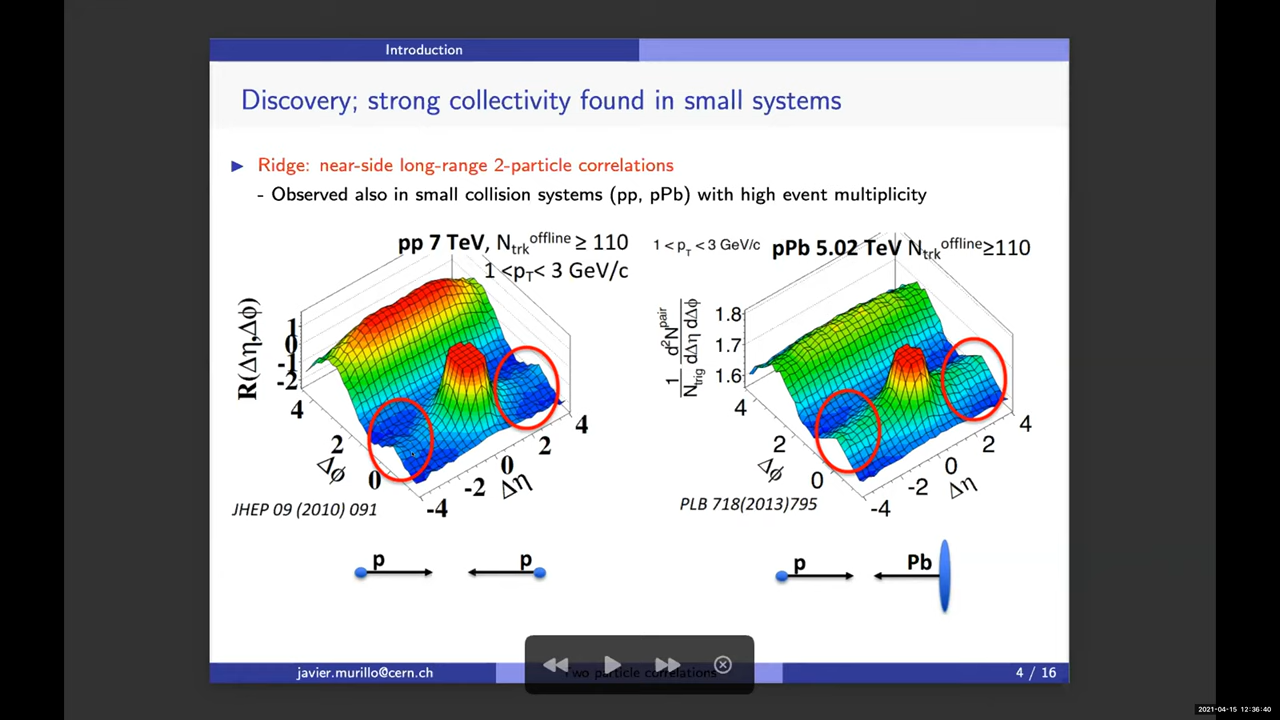 Introduction
Discovery; strong collectivity found in small systems
Ridge: near-side long-range 2-particle correlations
- Observed also in small collision systems (pp, pPb) with high event multiplicity
pp 7 TeV, N_trk^offline ≥ 110
1 <p_T< 3 GeV/c
R(Δη,Δϕ)
1
0
-1
-2
4
2
0
Δϕ
-4
-2
0
2
4
Δη
JHEP 09 (2010) 091
1 < p_T < 3 GeV/c
pPb 5.02 TeV N_trk^offline≥110
1/N_trig d²N^pair/dΔη dΔϕ
1.8
1.7
1.6
4
2
0
Δϕ
-4
-2
0
2
4
Δη
PLB 718(2013)795
p p
p Pb
javier.murillo@cern.ch Two particle correlations 4 / 16
2021-04-15 12:36:40